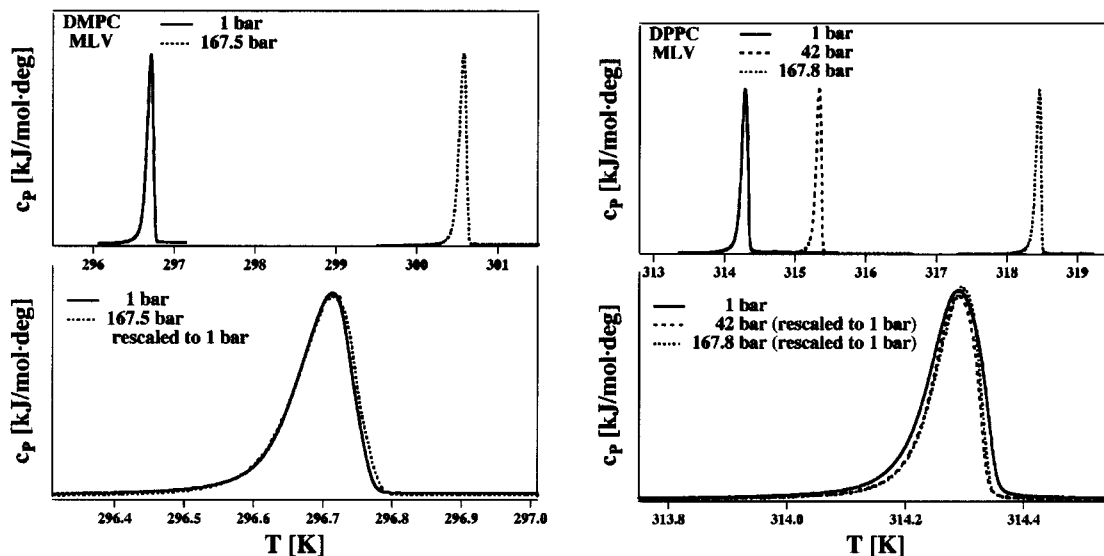 DMPC 1 bar
MLV 167.5 bar
cP [kJ/mol·deg]
296 297 298 299 300 301
1 bar
167.5 bar
rescaled to 1 bar
cP [kJ/mol·deg]
296.4 296.5 296.6 296.7 296.8 296.9 297.0
T [K]
DPPC 1 bar
MLV 42 bar
167.8 bar
cP [kJ/mol·deg]
313 314 315 316 317 318 319
1 bar
42 bar (rescaled to 1 bar)
167.8 bar (rescaled to 1 bar)
cP [kJ/mol·deg]
313.8 314.0 314.2 314.4
T [K]